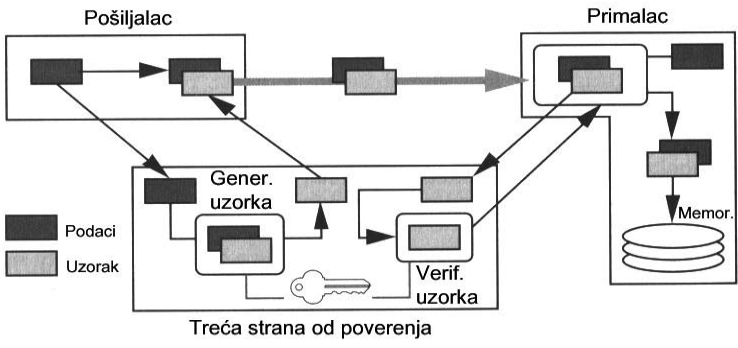 Pošiljalac
Primalac
Gener.
uzorka
Memor.
Podaci
Uzorak
Verif.
uzorka
Treća strana od poverenja